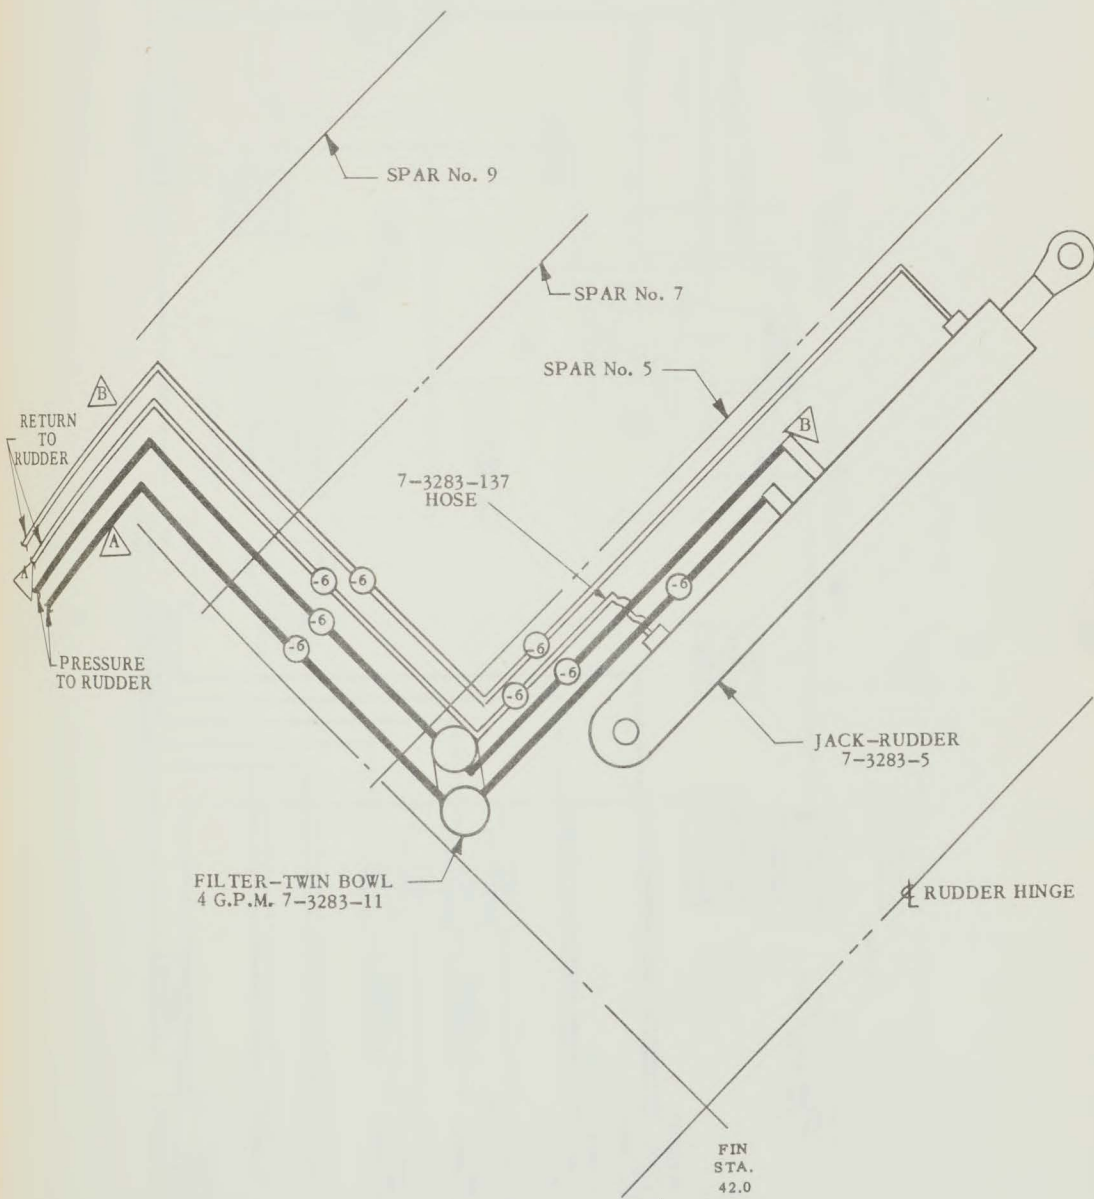 SPAR No. 9
SPAR No. 7
SPAR No. 5
B
RETURN
TO
RUDDER
B
7-3283-137
HOSE
A
A
-6
-6
-6
-6
-6
-6
-6
-6
PRESSURE
TO RUDDER
JACK-RUDDER
7-3283-5
FILTER-TWIN BOWL
4 G.P.M. 7-3283-11
℄ RUDDER HINGE
FIN
STA.
42.0